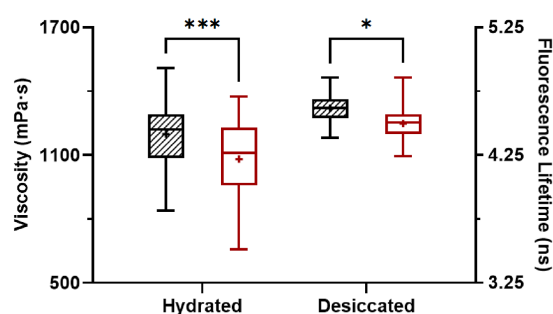 1700
5.25
***
*
Viscosity (mPa·s)
1100
4.25
Fluorescence Lifetime (ns)
500
3.25
Hydrated
Desiccated